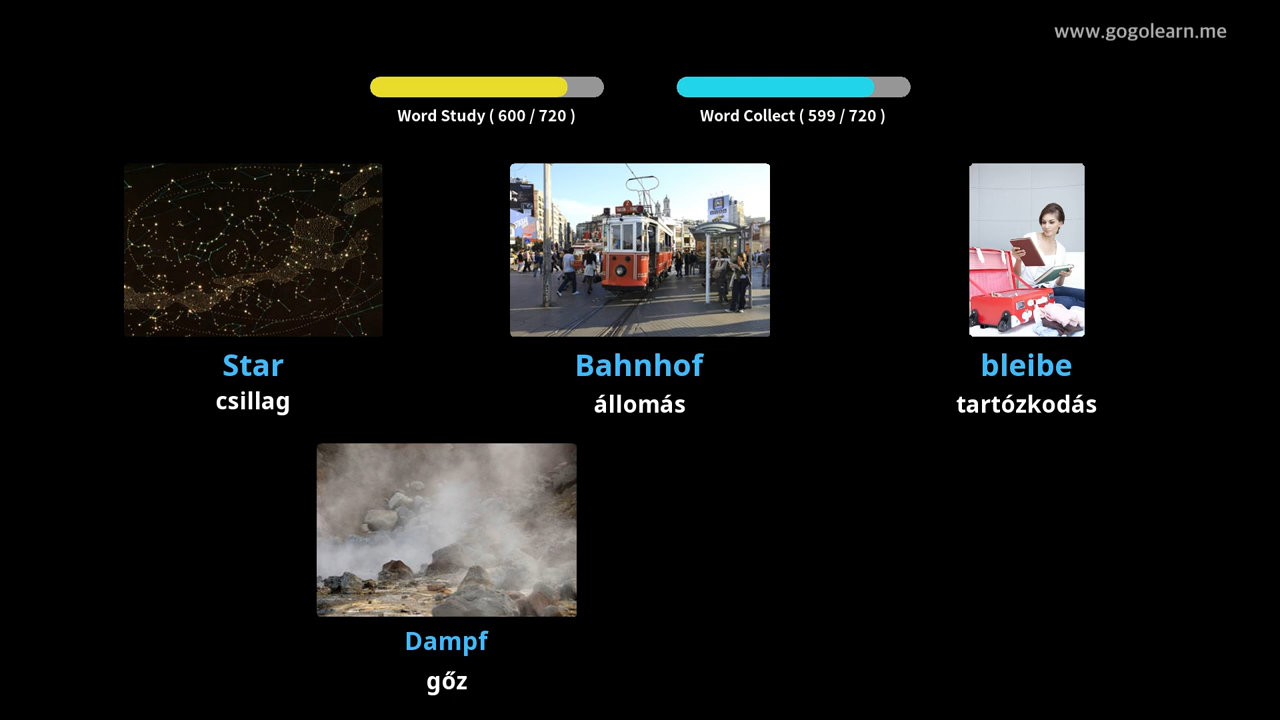 www.gogolearn.me
Word Study ( 600 / 720 )
Word Collect ( 599 / 720 )
Star
csillag
Bahnhof
állomás
bleibe
tartózkodás
Dampf
gőz